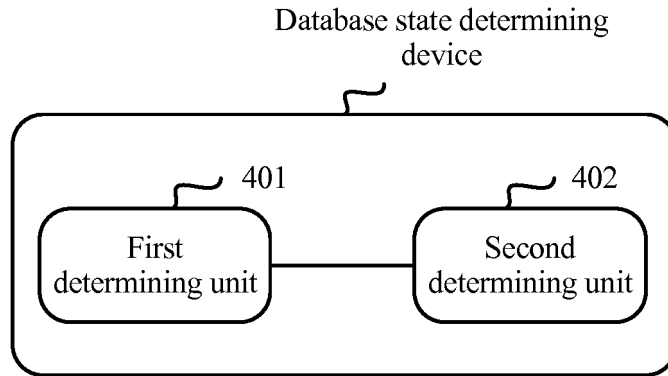 Database state determining
device
401
402
First
determining unit
Second
determining unit